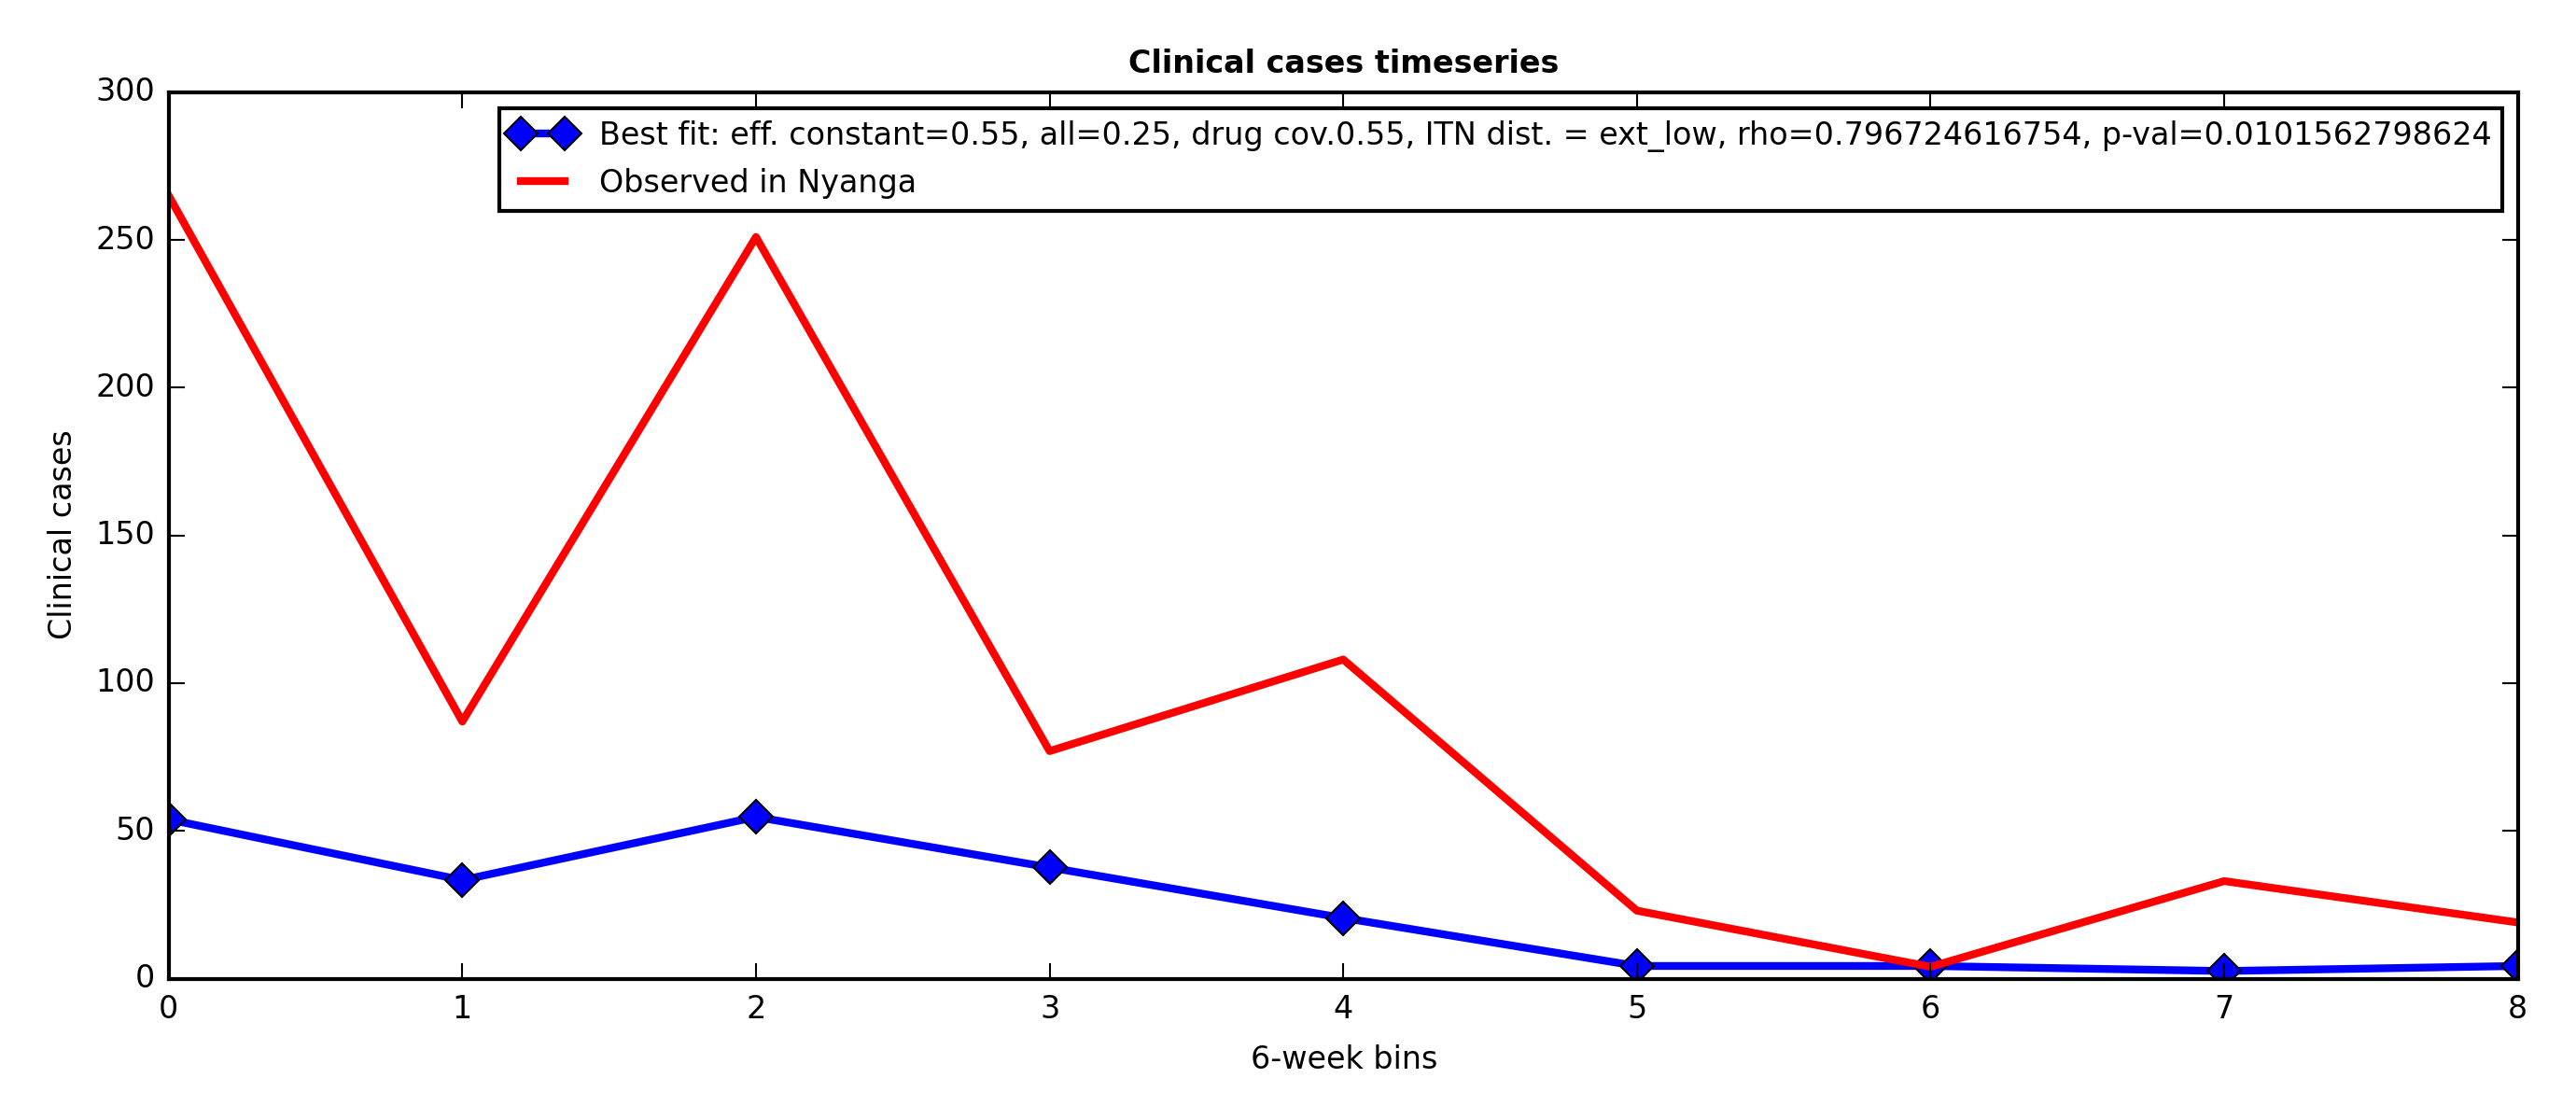 Clinical cases timeseries
300
250
200
150
100
50
0
Clinical cases
Best fit: eff. constant=0.55, all=0.25, drug cov.0.55, ITN dist. = ext_low, rho=0.796724616754, p-val=0.0101562798624
Observed in Nyanga
0 1 2 3 4 5 6 7 8
6-week bins